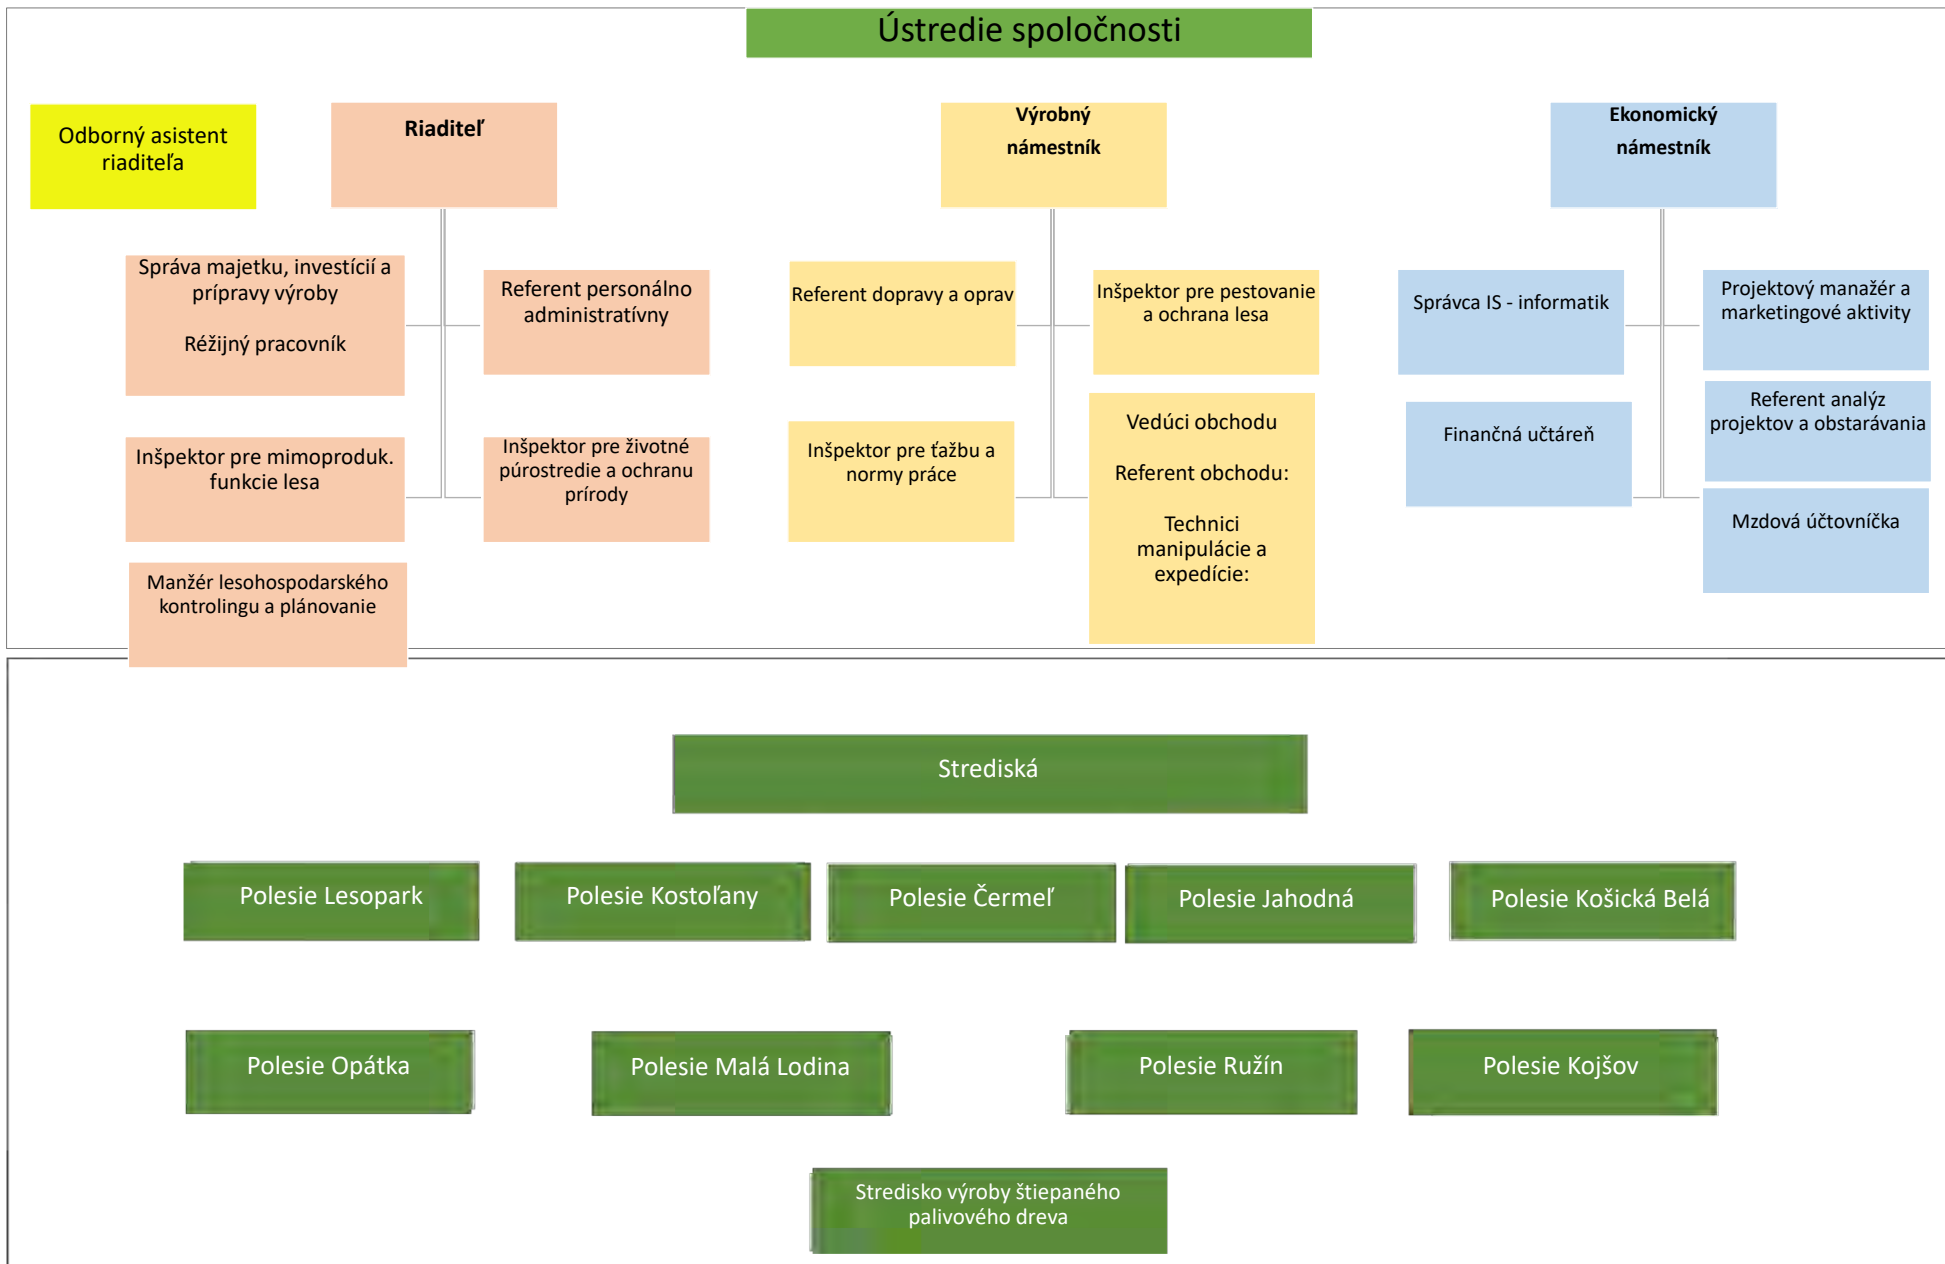 Ústredie spoločnosti
Odborný asistent
riaditeľa
Riaditeľ
Výrobný
námestník
Ekonomický
námestník
Správa majetku, investícií a
prípravy výroby
Réžijný pracovník
Referent personálno
administratívny
Inšpektor pre mimoproduk.
funkcie lesa
Inšpektor pre životné
púrostredie a ochranu
prírody
Manžér lesohospodarského
kontrolingu a plánovanie
Referent dopravy a oprav
Inšpektor pre pestovanie
a ochrana lesa
Inšpektor pre ťažbu a
normy práce
Vedúci obchodu
Referent obchodu:
Technici
manipulácie a
expedície:
Správca IS - informatik
Projektový manažér a
marketingové aktivity
Finančná učtáreň
Referent analýz
projektov a obstarávania
Mzdová účtovníčka
Strediská
Polesie Lesopark
Polesie Kostoľany
Polesie Čermeľ
Polesie Jahodná
Polesie Košická Belá
Polesie Opátka
Polesie Malá Lodina
Polesie Ružín
Polesie Kojšov
Stredisko výroby štiepaného
palivového dreva